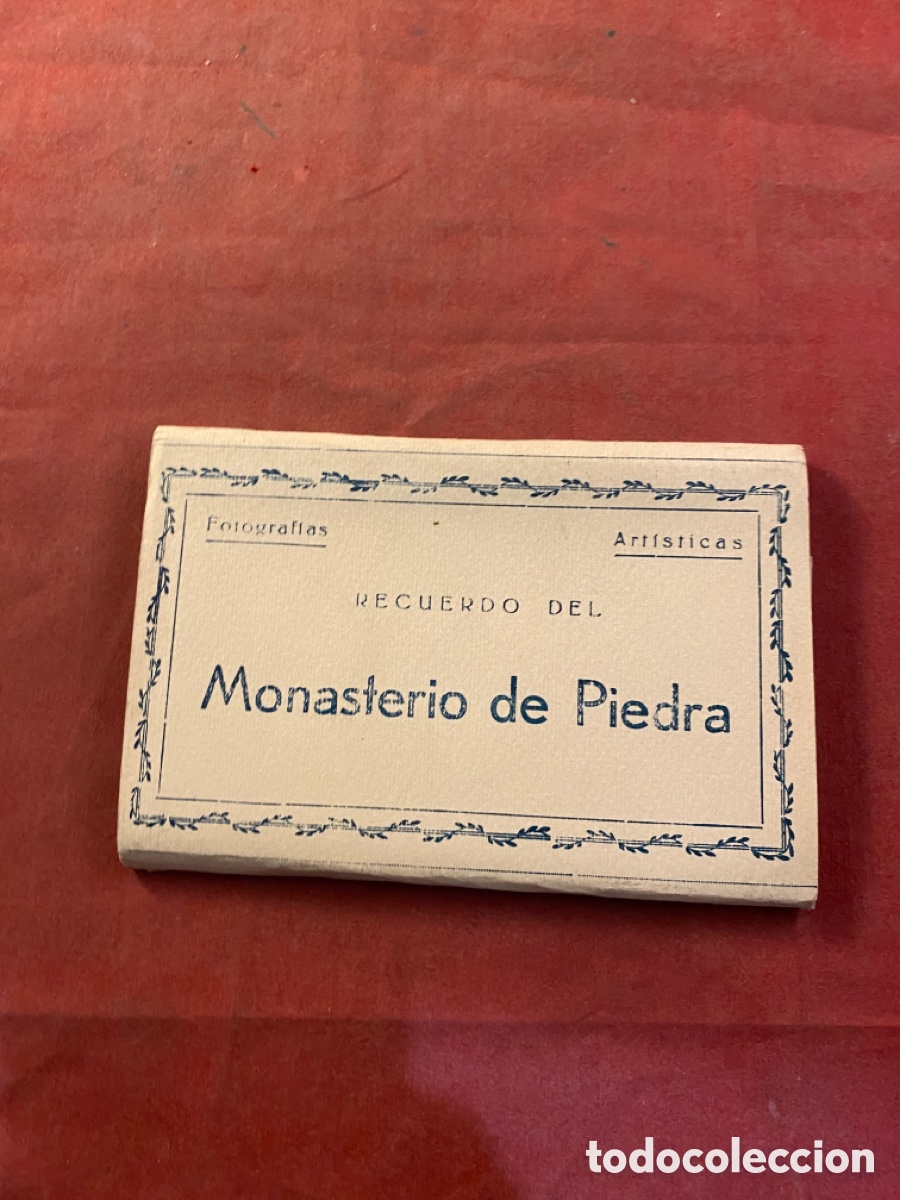 Fotografías Artísticas
RECUERDO DEL
Monasterio de Piedra
todocoleccion